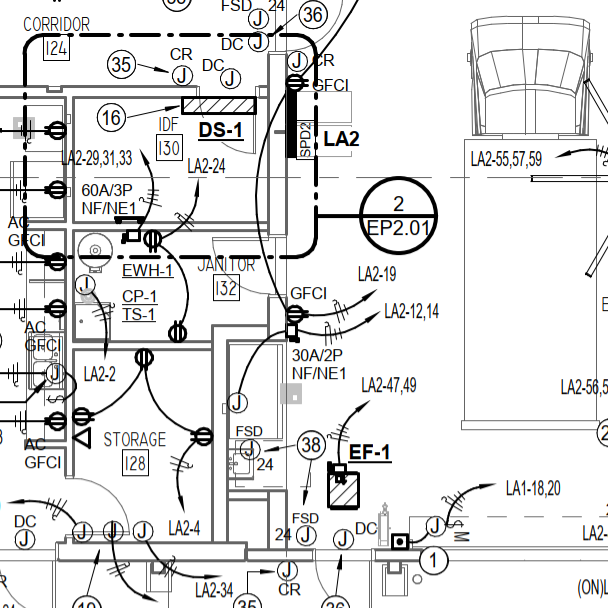 FSD 24
J
36
CORRIDOR
124
DC J
CR
35
DC
J
J
J CR
GFCI
16
IDF
130
DS-1
SPD2
LA2
LA2-29,31,33
LA2-24
LA2-55,57,59
60A/3P
NF/NE1
2
EP2.01
AC
GFCI
EWH-1
JANITOR
132
J
CP-1
TS-1
GFCI
LA2-19
LA2-12,14
AC
GFCI
30A/2P
NF/NE1
LA2-2
J
LA2-47,49
LA2-56,5
J
FSD
J
24
38
EF-1
STORAGE
128
AC
GFCI
LA2-4
LA1-18,20
FSD
24 J
DC
J
DC
J
J J J
J
$M
LA2-
1
LA2-34
J
CR
35
36
(ON)L